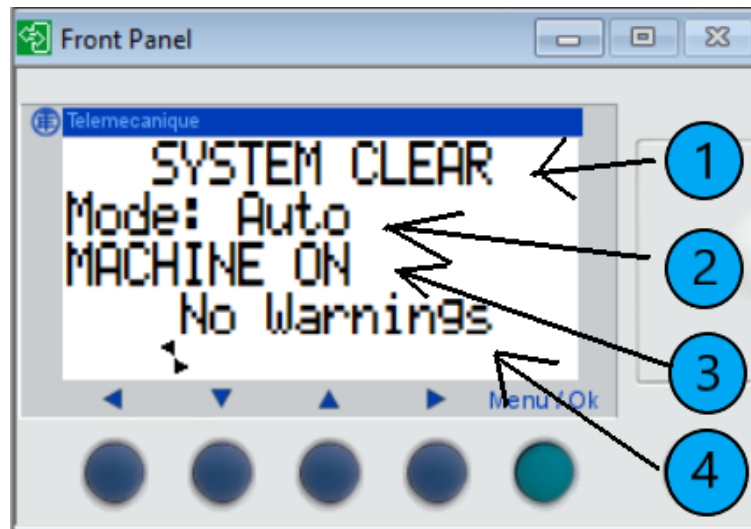 Front Panel
Telemecanique
SYSTEM CLEAR
Mode: Auto
MACHINE ON
No Warnings
Menu / Ok
1
2
3
4